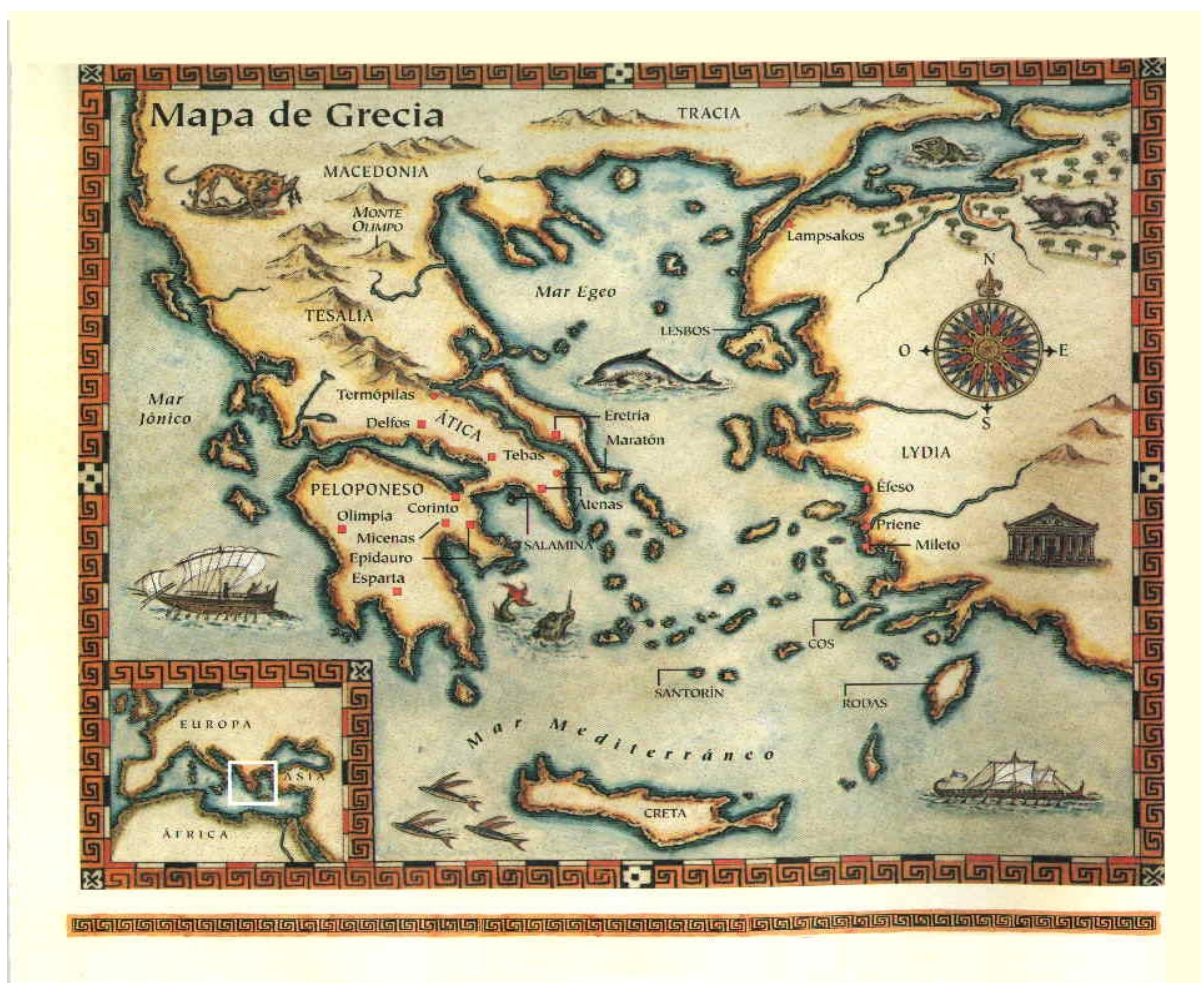 Mapa de Grecia
TRACIA
MACEDONIA
MONTE
OLIMPO
Lampsakos
N
Mar Egeo
TESALIA
LESBOS
O
E
S
Mar
Jónico
Termópilas
Delfos
ÁTICA
Eretria
Maratón
Tebas
LYDIA
PELOPONESO
Corinto
Atenas
Éfeso
Olimpia
Micenas
SALAMINA
Priene
Mileto
Epidauro
Esparta
COS
SANTORÍN
RODAS
Mar Mediterráneo
CRETA
EUROPA
ASIA
ÁFRICA